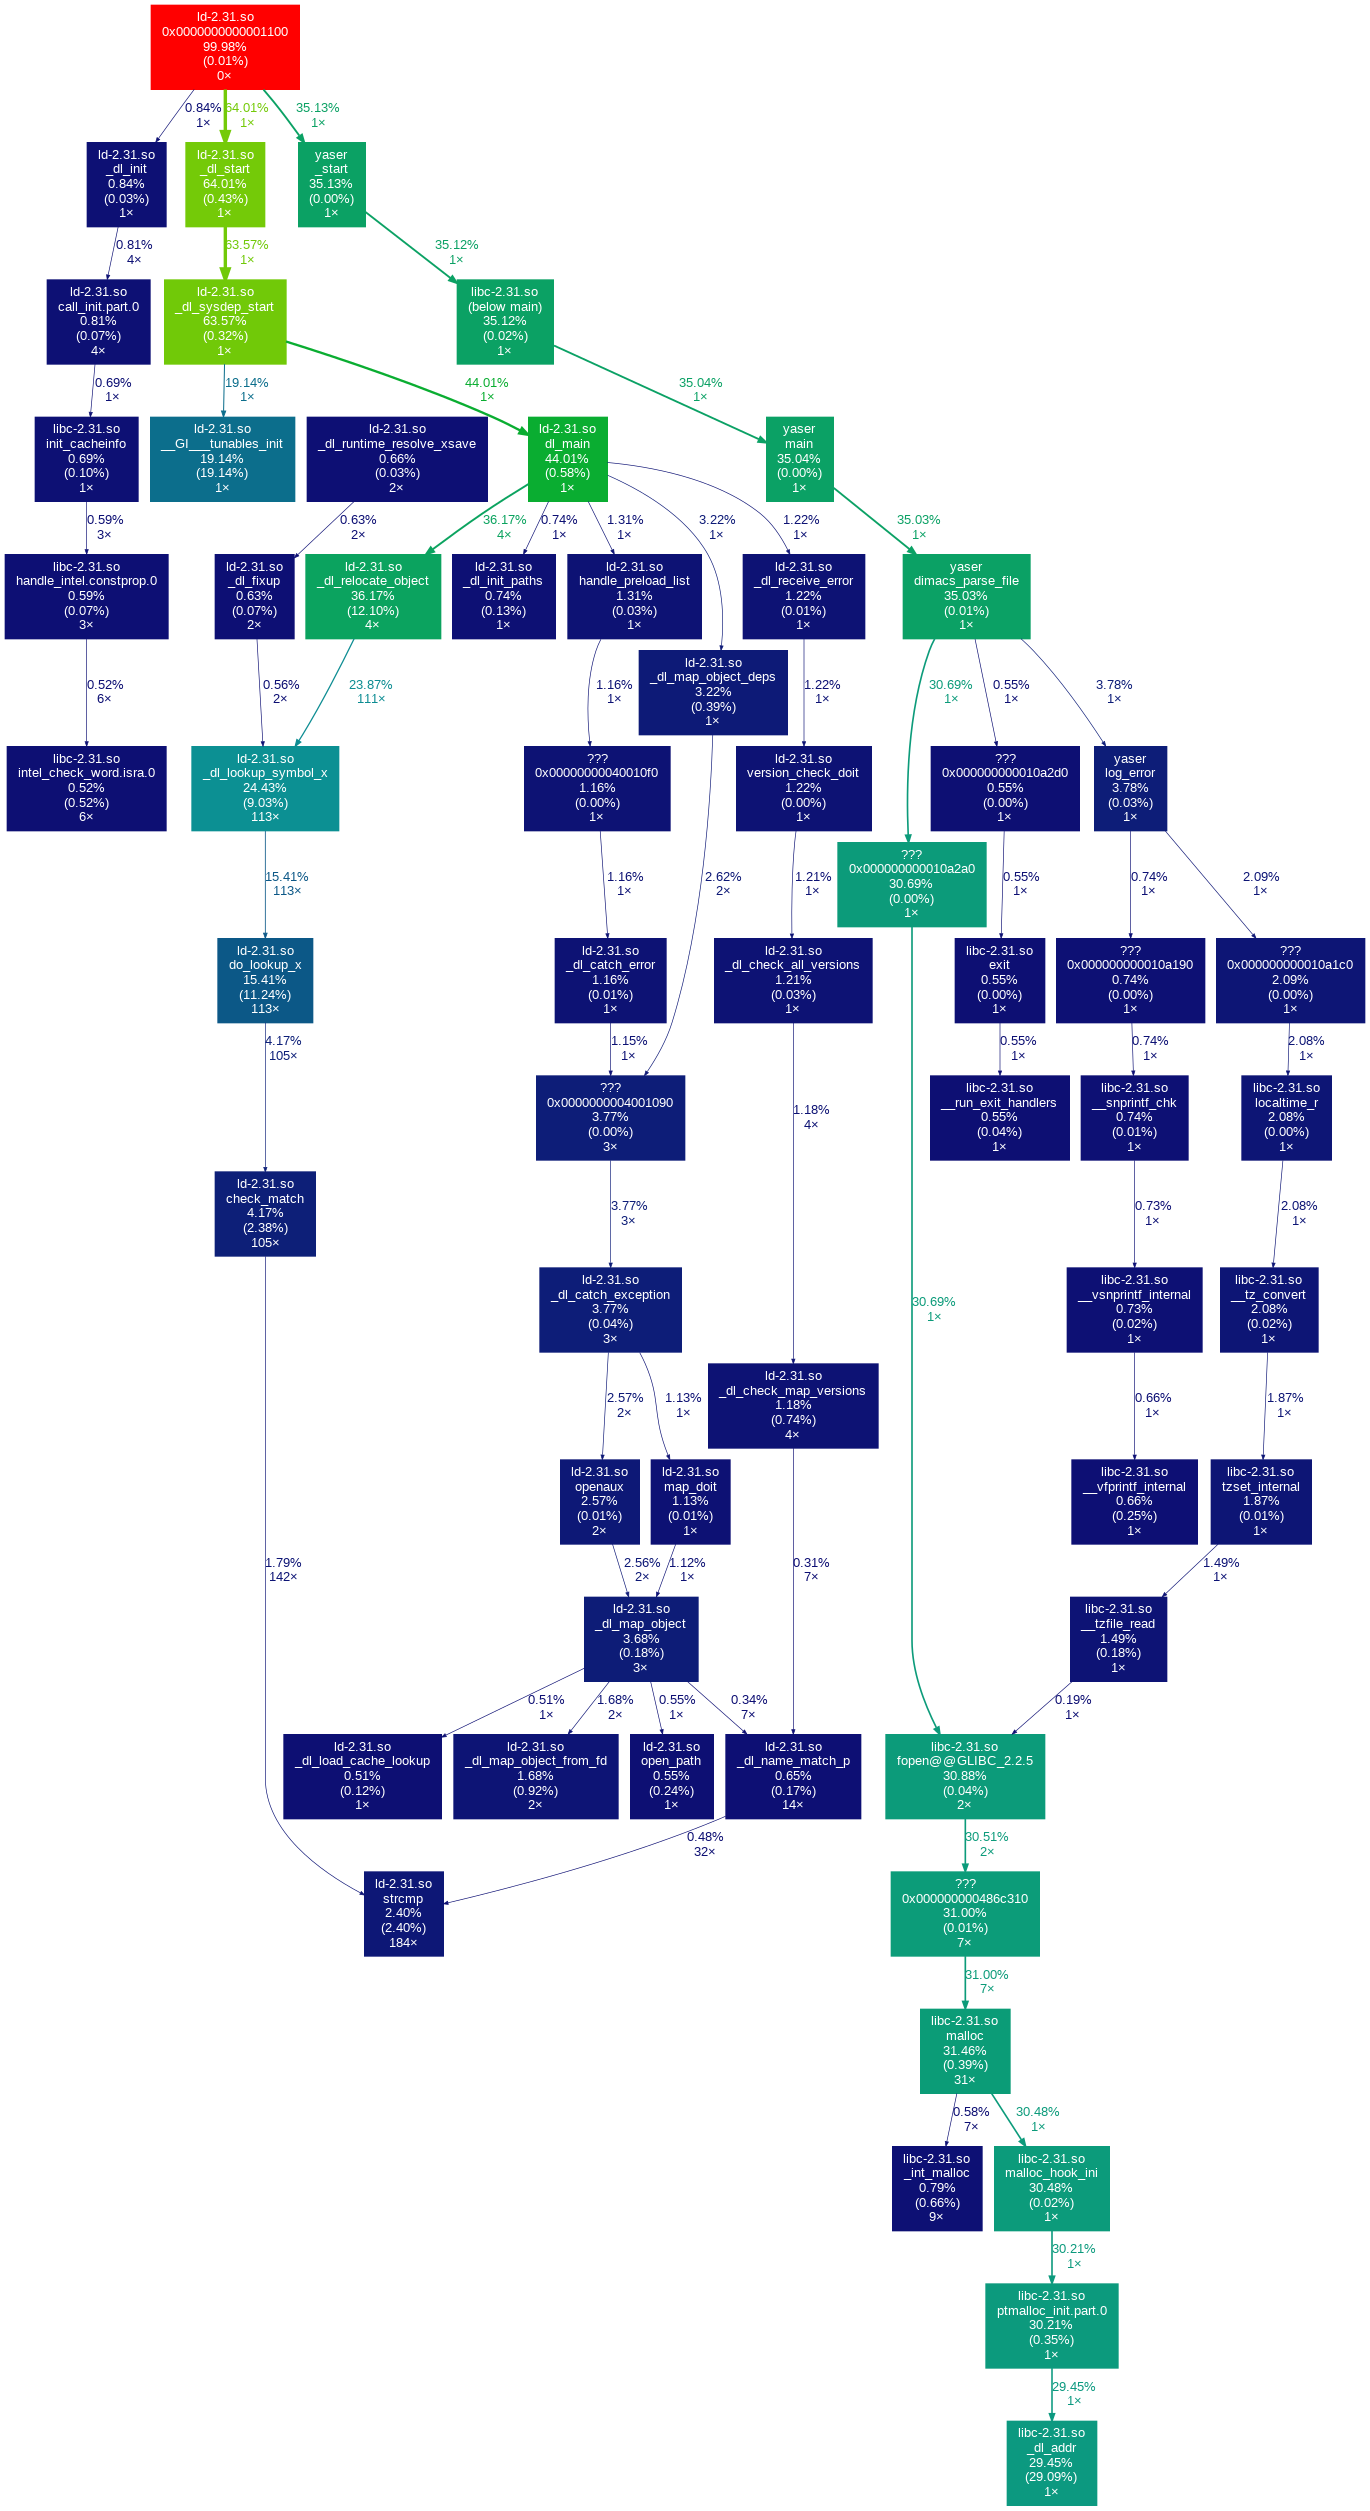 ld-2.31.so
0x0000000000001100
99.98%
(0.01%)
0×
0.84%
1×
64.01%
1×
35.13%
1×
ld-2.31.so
_dl_init
0.84%
(0.03%)
1×
ld-2.31.so
_dl_start
64.01%
(0.43%)
1×
yaser
_start
35.13%
(0.00%)
1×
0.81%
4×
63.57%
1×
35.12%
1×
ld-2.31.so
call_init.part.0
0.81%
(0.07%)
4×
ld-2.31.so
_dl_sysdep_start
63.57%
(0.32%)
1×
libc-2.31.so
(below main)
35.12%
(0.02%)
1×
0.69%
1×
19.14%
1×
44.01%
1×
35.04%
1×
libc-2.31.so
init_cacheinfo
0.69%
(0.10%)
1×
ld-2.31.so
__GI___tunables_init
19.14%
(19.14%)
1×
ld-2.31.so
_dl_runtime_resolve_xsave
0.66%
(0.03%)
2×
ld-2.31.so
dl_main
44.01%
(0.58%)
1×
yaser
main
35.04%
(0.00%)
1×
0.59%
3×
0.63%
2×
36.17%
4×
0.74%
1×
1.31%
1×
3.22%
1×
1.22%
1×
35.03%
1×
libc-2.31.so
handle_intel.constprop.0
0.59%
(0.07%)
3×
ld-2.31.so
_dl_fixup
0.63%
(0.07%)
2×
ld-2.31.so
_dl_relocate_object
36.17%
(12.10%)
4×
ld-2.31.so
_dl_init_paths
0.74%
(0.13%)
1×
ld-2.31.so
handle_preload_list
1.31%
(0.03%)
1×
ld-2.31.so
_dl_receive_error
1.22%
(0.01%)
1×
yaser
dimacs_parse_file
35.03%
(0.01%)
1×
ld-2.31.so
_dl_map_object_deps
3.22%
(0.39%)
1×
0.52%
6×
0.56%
2×
23.87%
111×
1.16%
1×
1.22%
1×
30.69%
1×
0.55%
1×
3.78%
1×
libc-2.31.so
intel_check_word.isra.0
0.52%
(0.52%)
6×
ld-2.31.so
_dl_lookup_symbol_x
24.43%
(9.03%)
113×
???
0x00000000040010f0
1.16%
(0.00%)
1×
ld-2.31.so
version_check_doit
1.22%
(0.00%)
1×
???
0x000000000010a2d0
0.55%
(0.00%)
1×
yaser
log_error
3.78%
(0.03%)
1×
???
0x000000000010a2a0
30.69%
(0.00%)
1×
15.41%
113×
1.16%
1×
2.62%
2×
1.21%
1×
0.55%
1×
0.74%
1×
2.09%
1×
ld-2.31.so
do_lookup_x
15.41%
(11.24%)
113×
ld-2.31.so
_dl_catch_error
1.16%
(0.01%)
1×
ld-2.31.so
_dl_check_all_versions
1.21%
(0.03%)
1×
libc-2.31.so
exit
0.55%
(0.00%)
1×
???
0x000000000010a190
0.74%
(0.00%)
1×
???
0x000000000010a1c0
2.09%
(0.00%)
1×
4.17%
105×
1.15%
1×
0.55%
1×
0.74%
1×
2.08%
1×
???
0x0000000004001090
3.77%
(0.00%)
3×
1.18%
4×
libc-2.31.so
__run_exit_handlers
0.55%
(0.04%)
1×
libc-2.31.so
__snprintf_chk
0.74%
(0.01%)
1×
libc-2.31.so
localtime_r
2.08%
(0.00%)
1×
ld-2.31.so
check_match
4.17%
(2.38%)
105×
3.77%
3×
0.73%
1×
2.08%
1×
ld-2.31.so
_dl_catch_exception
3.77%
(0.04%)
3×
30.69%
1×
libc-2.31.so
__vsnprintf_internal
0.73%
(0.02%)
1×
libc-2.31.so
__tz_convert
2.08%
(0.02%)
1×
2.57%
2×
1.13%
1×
ld-2.31.so
_dl_check_map_versions
1.18%
(0.74%)
4×
0.66%
1×
1.87%
1×
ld-2.31.so
openaux
2.57%
(0.01%)
2×
ld-2.31.so
map_doit
1.13%
(0.01%)
1×
libc-2.31.so
__vfprintf_internal
0.66%
(0.25%)
1×
libc-2.31.so
tzset_internal
1.87%
(0.01%)
1×
1.79%
142×
2.56%
2×
1.12%
1×
0.31%
7×
1.49%
1×
ld-2.31.so
_dl_map_object
3.68%
(0.18%)
3×
libc-2.31.so
__tzfile_read
1.49%
(0.18%)
1×
0.51%
1×
1.68%
2×
0.55%
1×
0.34%
7×
0.19%
1×
ld-2.31.so
_dl_load_cache_lookup
0.51%
(0.12%)
1×
ld-2.31.so
_dl_map_object_from_fd
1.68%
(0.92%)
2×
ld-2.31.so
open_path
0.55%
(0.24%)
1×
ld-2.31.so
_dl_name_match_p
0.65%
(0.17%)
14×
libc-2.31.so
fopen@@GLIBC_2.2.5
30.88%
(0.04%)
2×
0.48%
32×
30.51%
2×
ld-2.31.so
strcmp
2.40%
(2.40%)
184×
???
0x000000000486c310
31.00%
(0.01%)
7×
31.00%
7×
libc-2.31.so
malloc
31.46%
(0.39%)
31×
0.58%
7×
30.48%
1×
libc-2.31.so
_int_malloc
0.79%
(0.66%)
9×
libc-2.31.so
malloc_hook_ini
30.48%
(0.02%)
1×
30.21%
1×
libc-2.31.so
ptmalloc_init.part.0
30.21%
(0.35%)
1×
29.45%
1×
libc-2.31.so
_dl_addr
29.45%
(29.09%)
1×